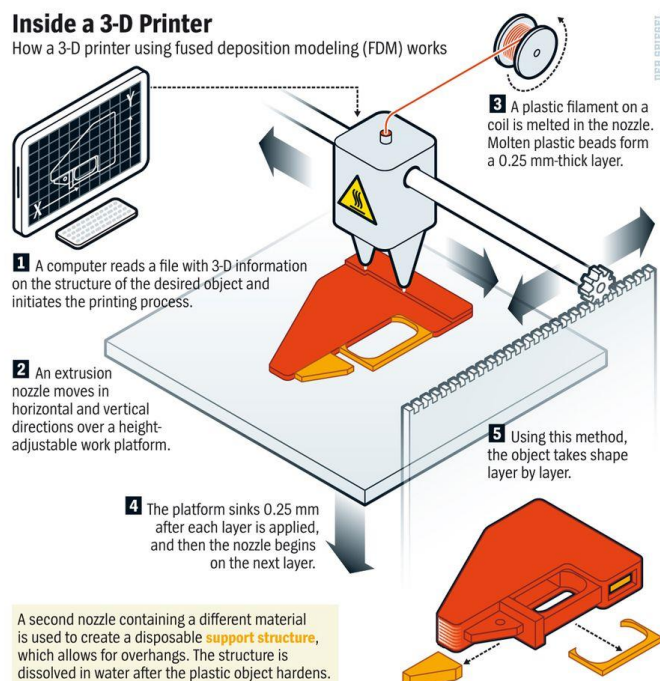 Inside a 3-D Printer
How a 3-D printer using fused deposition modeling (FDM) works
DER SPIEGEL
Y
X
1 A computer reads a file with 3-D information
on the structure of the desired object and
initiates the printing process.
2 An extrusion
nozzle moves in
horizontal and vertical
directions over a height-
adjustable work platform.
3 A plastic filament on a
coil is melted in the nozzle.
Molten plastic beads form
a 0.25 mm-thick layer.
4 The platform sinks 0.25 mm
after each layer is applied,
and then the nozzle begins
on the next layer.
5 Using this method,
the object takes shape
layer by layer.
A second nozzle containing a different material
is used to create a disposable support structure,
which allows for overhangs. The structure is
dissolved in water after the plastic object hardens.